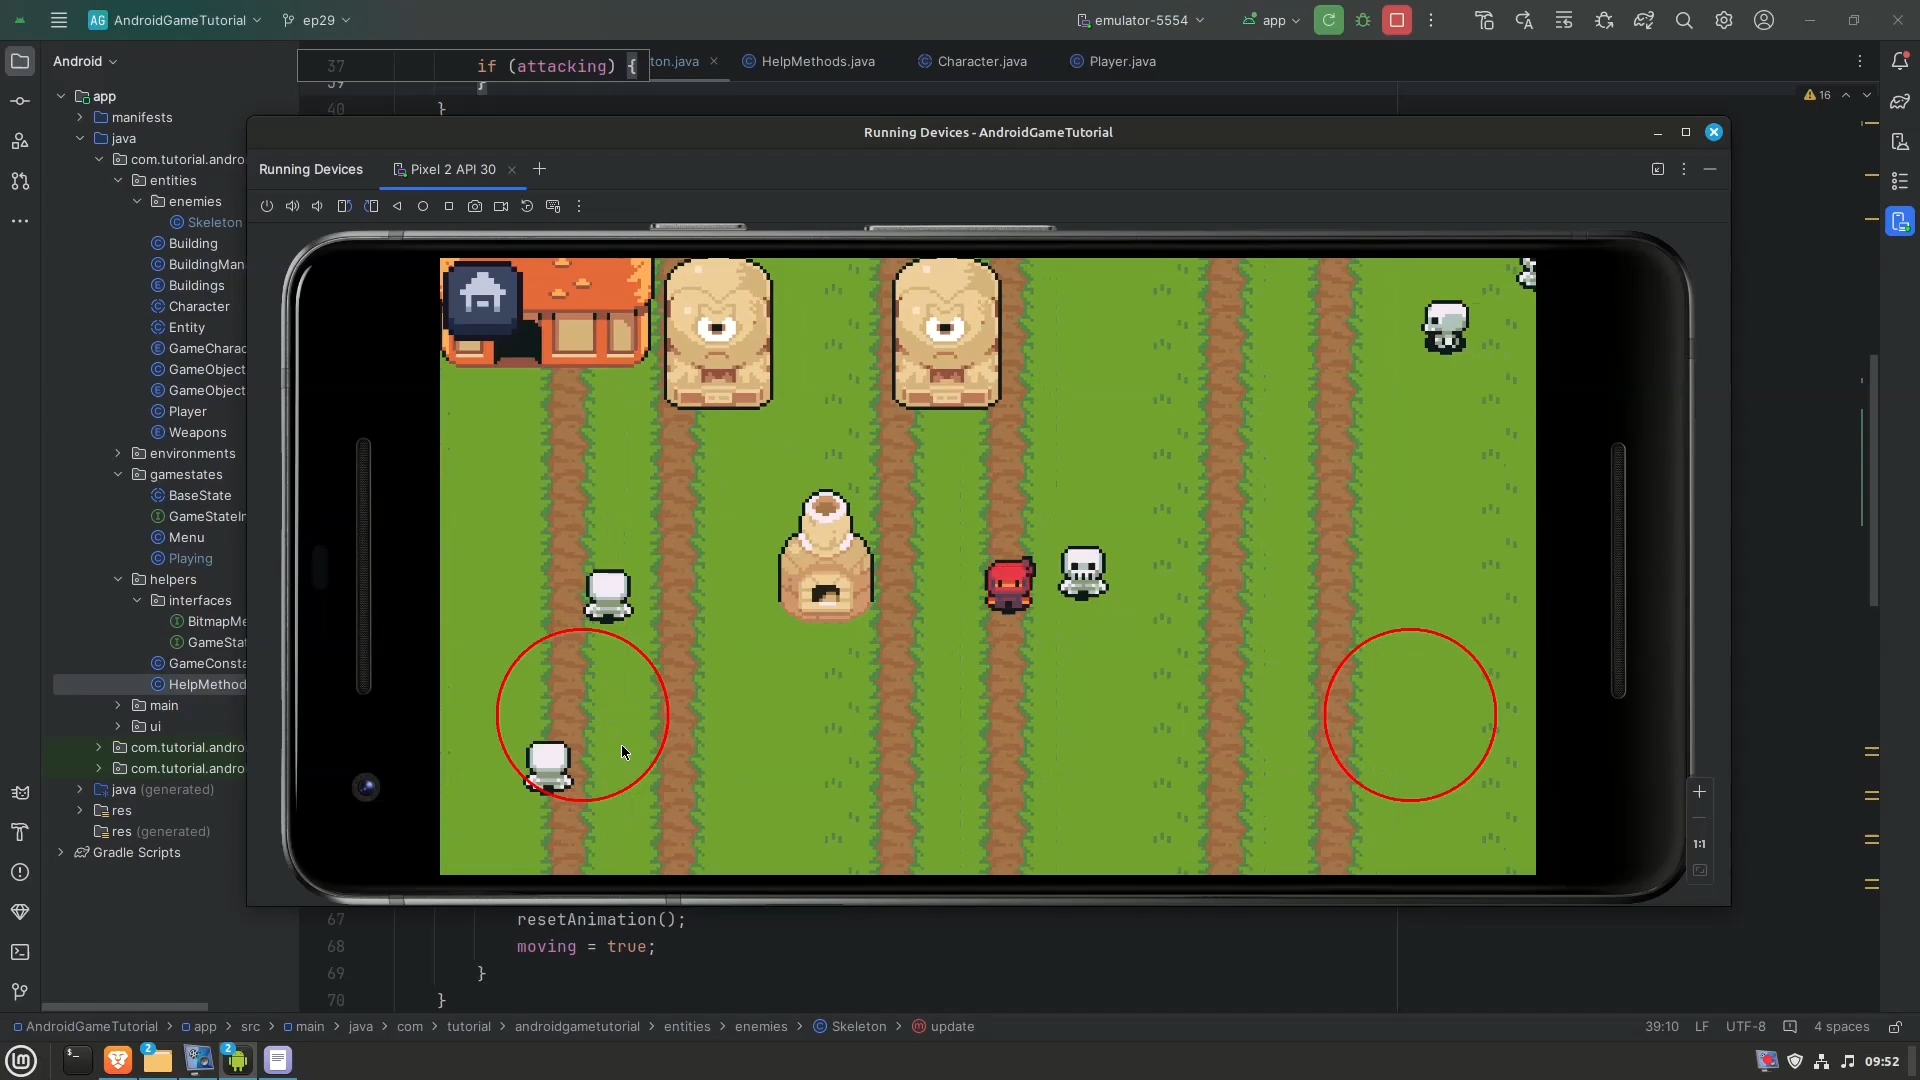 AG AndroidGameTutorial ep29 emulator-5554 app
Android
37 if (attacking) {
ton.java HelpMethods.java Character.java Player.java
39 }
40 }
16
app
manifests
java
com.tutorial.andro
entities
enemies
Skeleton
Building
BuildingMan
Buildings
Character
Entity
GameCharac
GameObject
GameObject
Player
Weapons
environments
gamestates
BaseState
GameStateIn
Menu
Playing
helpers
interfaces
BitmapMe
GameStat
GameConsta
HelpMethod
main
ui
com.tutorial.andro
com.tutorial.andro
java (generated)
res
res (generated)
Gradle Scripts
Running Devices - AndroidGameTutorial
Running Devices Pixel 2 API 30
1:1
67 resetAnimation();
68 moving = true;
69 }
70 }
AndroidGameTutorial > app > src > main > java > com > tutorial > androidgametutorial > entities > enemies > Skeleton > update
39:10 LF UTF-8 4 spaces
2 2 09:52